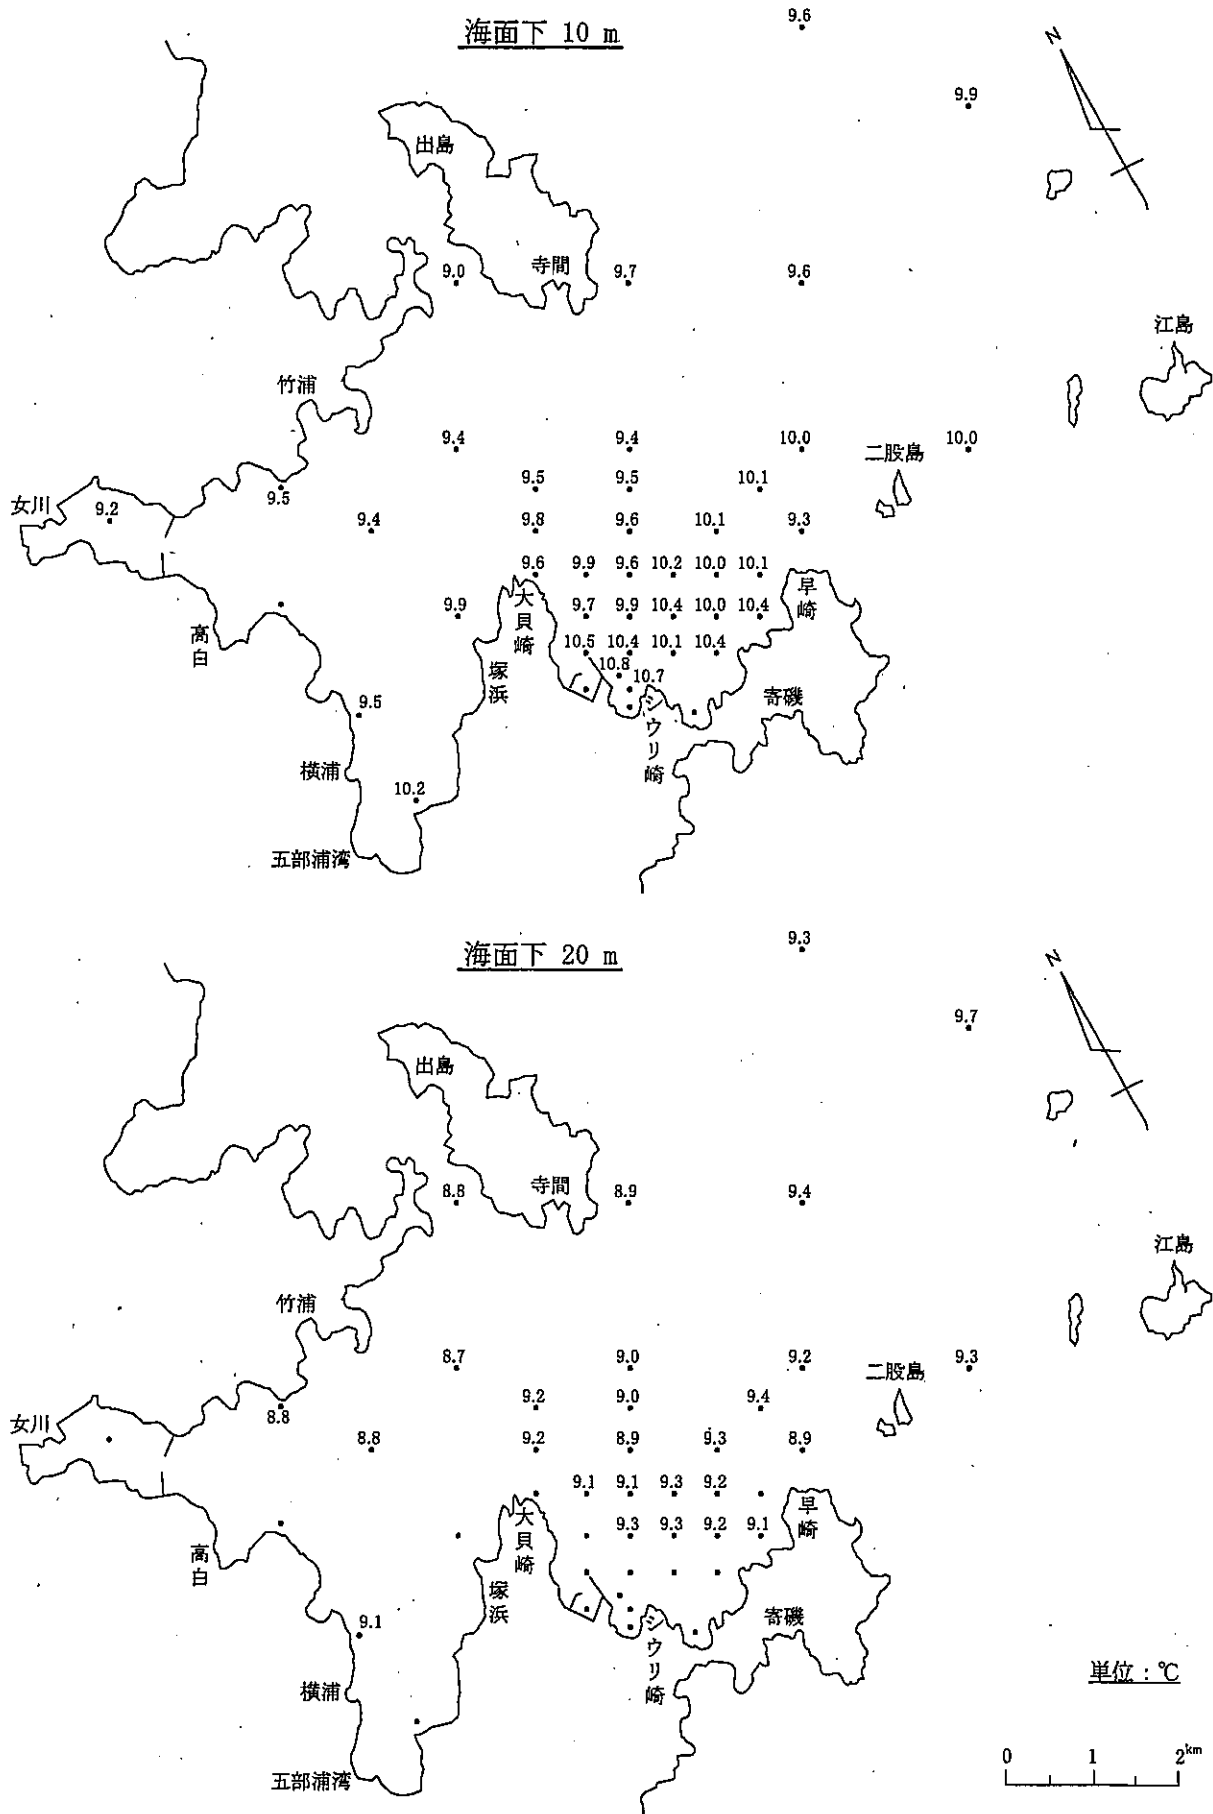 海面下 10 m
9.6
N
9.9
出島
寺間
9.0
9.7
9.6
江島
竹浦
9.4
9.4
10.0
二股島
10.0
9.5
9.5
9.5
10.1
女川
9.2
9.4
9.8
9.6
10.1
9.3
9.6
9.9
9.6
10.2
10.0
10.1
早崎
大貝崎
9.9
9.7
9.9
10.4
10.0
10.4
高白
10.5
10.4
10.1
10.4
塚浜
10.8
10.7
シウリ崎
寄磯
9.5
横浦
10.2
五部浦湾
海面下 20 m
9.3
N
9.7
出島
寺間
8.8
8.9
9.4
江島
竹浦
8.7
9.0
9.2
二股島
9.3
8.8
9.2
9.0
9.4
女川
8.8
9.2
8.9
9.3
8.9
9.1
9.1
9.3
9.2
早崎
大貝崎
9.3
9.3
9.2
9.1
高白
塚浜
シウリ崎
寄磯
9.1
横浦
単位：℃
五部浦湾
0 1 2km